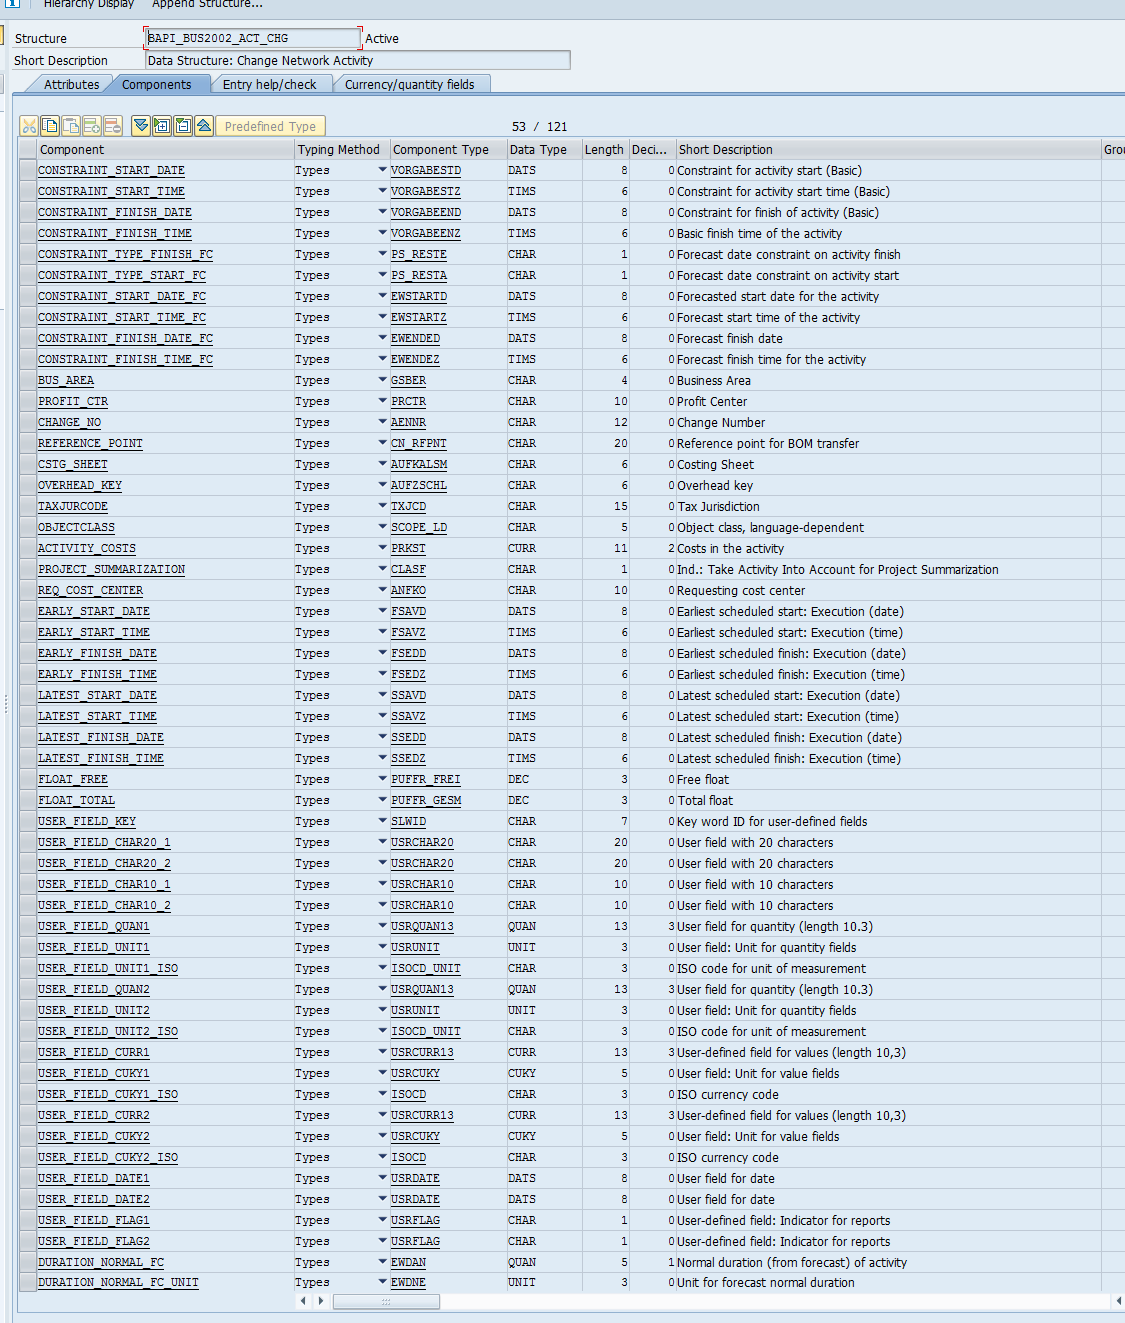 Hierarchy Display Append Structure...
Structure BAPI_BUS2002_ACT_CHG Active
Short Description Data Structure: Change Network Activity
Attributes Components Entry help/check Currency/quantity fields
Predefined Type 53 / 121
Component Typing Method Component Type Data Type Length Deci... Short Description Grou
CONSTRAINT_START_DATE Types VORGABESTD DATS 8 0 Constraint for activity start (Basic)
CONSTRAINT_START_TIME Types VORGABESTZ TIMS 6 0 Constraint for activity start time (Basic)
CONSTRAINT_FINISH_DATE Types VORGABEEND DATS 8 0 Constraint for finish of activity (Basic)
CONSTRAINT_FINISH_TIME Types VORGABEENZ TIMS 6 0 Basic finish time of the activity
CONSTRAINT_TYPE_FINISH_FC Types PS_RESTE CHAR 1 0 Forecast date constraint on activity finish
CONSTRAINT_TYPE_START_FC Types PS_RESTA CHAR 1 0 Forecast date constraint on activity start
CONSTRAINT_START_DATE_FC Types EWSTARTD DATS 8 0 Forecasted start date for the activity
CONSTRAINT_START_TIME_FC Types EWSTARTZ TIMS 6 0 Forecast start time of the activity
CONSTRAINT_FINISH_DATE_FC Types EWENDED DATS 8 0 Forecast finish date
CONSTRAINT_FINISH_TIME_FC Types EWENDEZ TIMS 6 0 Forecast finish time for the activity
BUS_AREA Types GSBER CHAR 4 0 Business Area
PROFIT_CTR Types PRCTR CHAR 10 0 Profit Center
CHANGE_NO Types AENNR CHAR 12 0 Change Number
REFERENCE_POINT Types CN_RFPNT CHAR 20 0 Reference point for BOM transfer
CSTG_SHEET Types AUFKALSM CHAR 6 0 Costing Sheet
OVERHEAD_KEY Types AUFZSCHL CHAR 6 0 Overhead key
TAXJURCODE Types TXJCD CHAR 15 0 Tax Jurisdiction
OBJECTCLASS Types SCOPE_LD CHAR 5 0 Object class, language-dependent
ACTIVITY_COSTS Types PRKST CURR 11 2 Costs in the activity
PROJECT_SUMMARIZATION Types CLASF CHAR 1 0 Ind.: Take Activity Into Account for Project Summarization
REQ_COST_CENTER Types ANFKO CHAR 10 0 Requesting cost center
EARLY_START_DATE Types FSAVD DATS 8 0 Earliest scheduled start: Execution (date)
EARLY_START_TIME Types FSAVZ TIMS 6 0 Earliest scheduled start: Execution (time)
EARLY_FINISH_DATE Types FSEDD DATS 8 0 Earliest scheduled finish: Execution (date)
EARLY_FINISH_TIME Types FSEDZ TIMS 6 0 Earliest scheduled finish: Execution (time)
LATEST_START_DATE Types SSAVD DATS 8 0 Latest scheduled start: Execution (date)
LATEST_START_TIME Types SSAVZ TIMS 6 0 Latest scheduled start: Execution (time)
LATEST_FINISH_DATE Types SSEDD DATS 8 0 Latest scheduled finish: Execution (date)
LATEST_FINISH_TIME Types SSEDZ TIMS 6 0 Latest scheduled finish: Execution (time)
FLOAT_FREE Types PUFFR_FREI DEC 3 0 Free float
FLOAT_TOTAL Types PUFFR_GESM DEC 3 0 Total float
USER_FIELD_KEY Types SLWID CHAR 7 0 Key word ID for user-defined fields
USER_FIELD_CHAR20_1 Types USRCHAR20 CHAR 20 0 User field with 20 characters
USER_FIELD_CHAR20_2 Types USRCHAR20 CHAR 20 0 User field with 20 characters
USER_FIELD_CHAR10_1 Types USRCHAR10 CHAR 10 0 User field with 10 characters
USER_FIELD_CHAR10_2 Types USRCHAR10 CHAR 10 0 User field with 10 characters
USER_FIELD_QUAN1 Types USRQUAN13 QUAN 13 3 User field for quantity (length 10.3)
USER_FIELD_UNIT1 Types USRUNIT UNIT 3 0 User field: Unit for quantity fields
USER_FIELD_UNIT1_ISO Types ISOCD_UNIT CHAR 3 0 ISO code for unit of measurement
USER_FIELD_QUAN2 Types USRQUAN13 QUAN 13 3 User field for quantity (length 10.3)
USER_FIELD_UNIT2 Types USRUNIT UNIT 3 0 User field: Unit for quantity fields
USER_FIELD_UNIT2_ISO Types ISOCD_UNIT CHAR 3 0 ISO code for unit of measurement
USER_FIELD_CURR1 Types USRCURR13 CURR 13 3 User-defined field for values (length 10,3)
USER_FIELD_CUKY1 Types USRCUKY CUKY 5 0 User field: Unit for value fields
USER_FIELD_CUKY1_ISO Types ISOCD CHAR 3 0 ISO currency code
USER_FIELD_CURR2 Types USRCURR13 CURR 13 3 User-defined field for values (length 10,3)
USER_FIELD_CUKY2 Types USRCUKY CUKY 5 0 User field: Unit for value fields
USER_FIELD_CUKY2_ISO Types ISOCD CHAR 3 0 ISO currency code
USER_FIELD_DATE1 Types USRDATE DATS 8 0 User field for date
USER_FIELD_DATE2 Types USRDATE DATS 8 0 User field for date
USER_FIELD_FLAG1 Types USRFLAG CHAR 1 0 User-defined field: Indicator for reports
USER_FIELD_FLAG2 Types USRFLAG CHAR 1 0 User-defined field: Indicator for reports
DURATION_NORMAL_FC Types EWDAN QUAN 5 1 Normal duration (from forecast) of activity
DURATION_NORMAL_FC_UNIT Types EWDNE UNIT 3 0 Unit for forecast normal duration